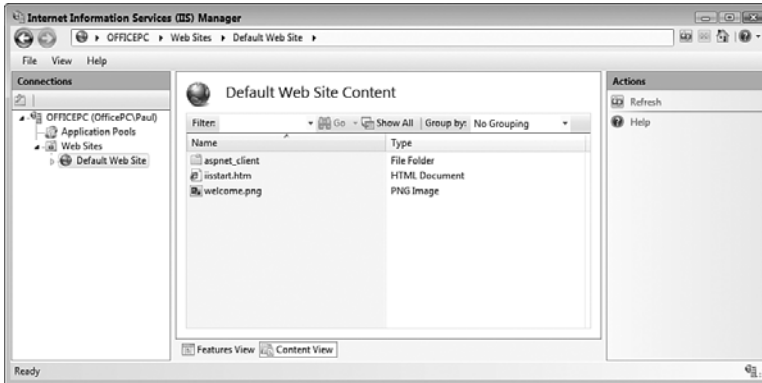 Internet Information Services (IIS) Manager
OFFICEPC Web Sites Default Web Site
File View Help
Connections
OFFICEPC (OfficePC\Paul)
Application Pools
Web Sites
Default Web Site
Default Web Site Content
Filter: Go Show All Group by: No Grouping
Name Type
aspnet_client File Folder
iisstart.htm HTML Document
welcome.png PNG Image
Features View Content View
Actions
Refresh
Help
Ready